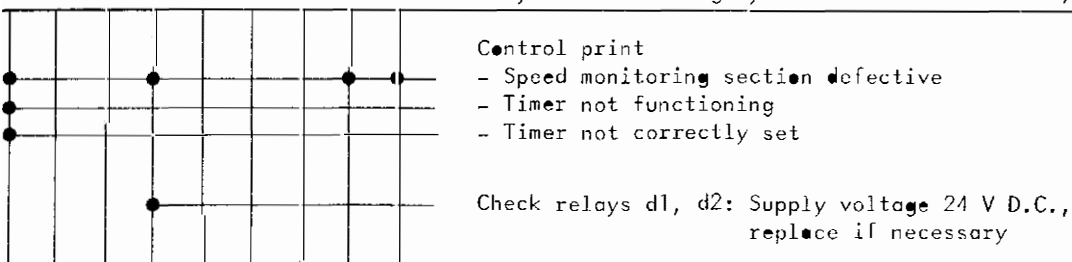 Control print
- Speed monitoring section defective
- Timer not functioning
- Timer not correctly set
Check relays d1, d2: Supply voltage 24 V D.C.,
replace if necessary